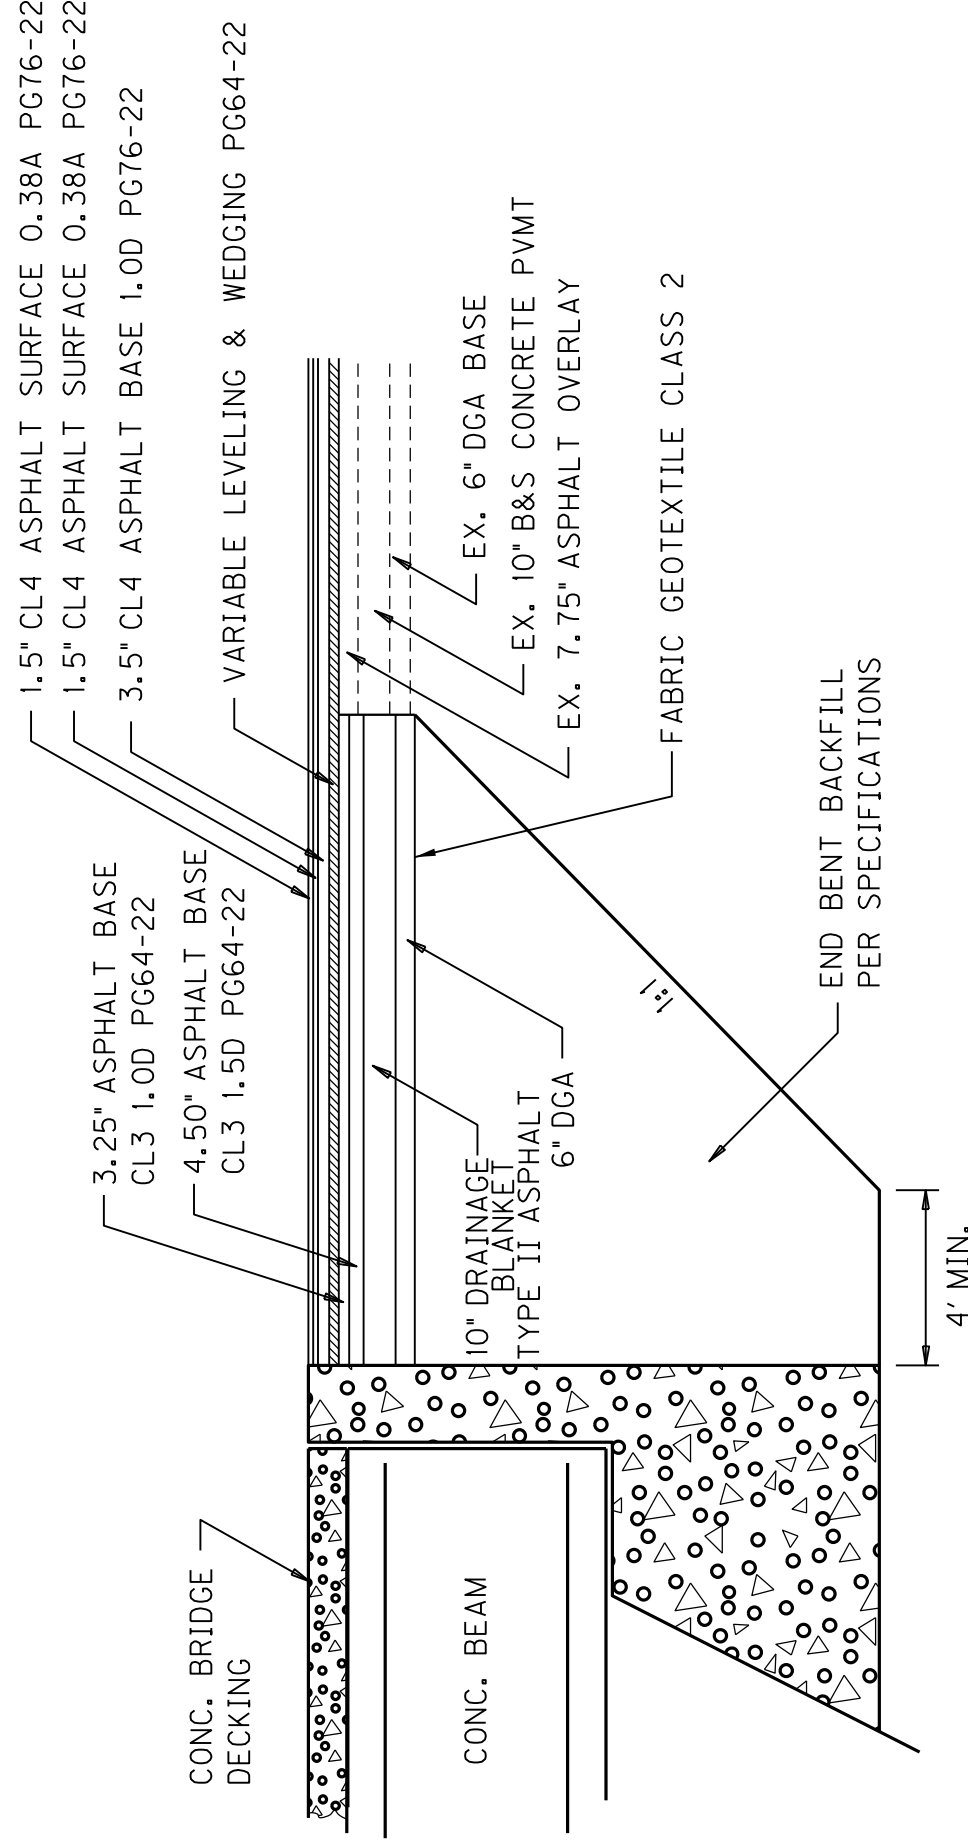 1.5" CL4 ASPHALT SURFACE 0.38A PG76-22
1.5" CL4 ASPHALT SURFACE 0.38A PG76-22
3.5" CL4 ASPHALT BASE 1.0D PG76-22
VARIABLE LEVELING & WEDGING PG64-22
3.25" ASPHALT BASE
CL3 1.0D PG64-22
4.50" ASPHALT BASE
CL3 1.5D PG64-22
CONC. BRIDGE
DECKING
CONC. BEAM
10" DRAINAGE
BLANKET
TYPE II ASPHALT
6" DGA
EX. 6" DGA BASE
EX. 10" B&S CONCRETE PVMT
EX. 7.75" ASPHALT OVERLAY
FABRIC GEOTEXTILE CLASS 2
1:1
END BENT BACKFILL
PER SPECIFICATIONS
4' MIN.